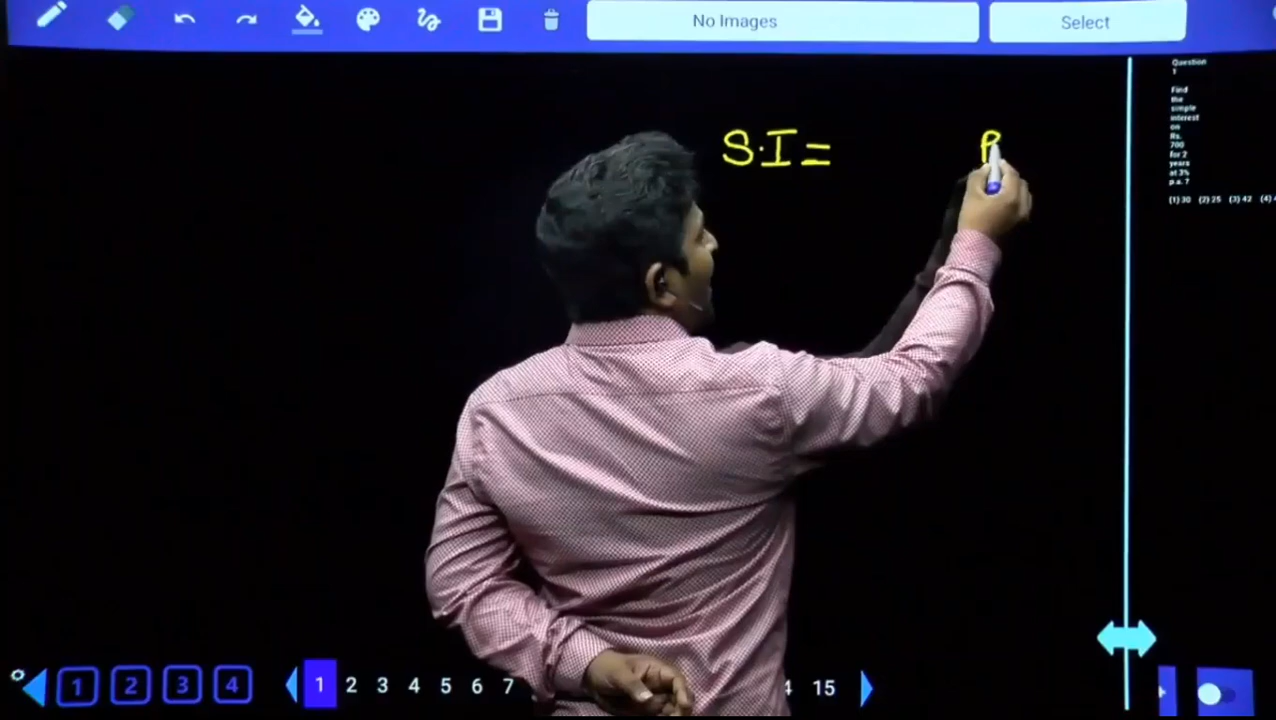 No Images
Select
Question
1
Find
the
simple
interest
on
Rs.
700
for 2
years
at 3%
p.a. ?
(1) 30 (2) 25 (3) 42 (4)
S.I =
P
1 2 3 4
1 2 3 4 5 6 7
15